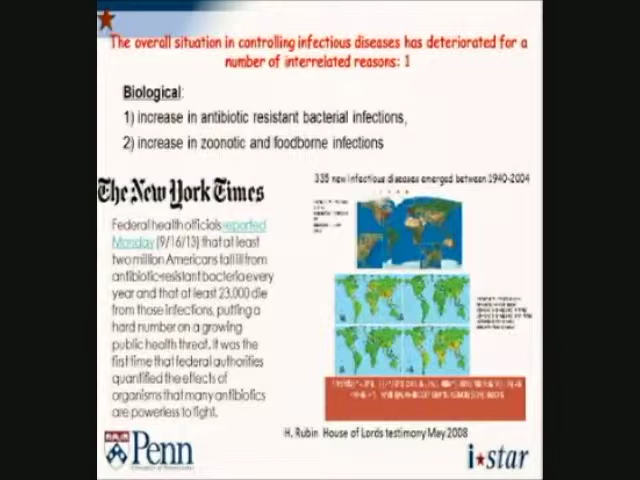 The overall situation in controlling infectious diseases has deteriorated for a
number of interrelated reasons: 1
Biological:
1) increase in antibiotic resistant bacterial infections,
2) increase in zoonotic and foodborne infections
The New York Times
Federal health officials reported
Monday (9/16/13) that at least
two million Americans fall ill from
antibiotic-resistant bacteria every
year and that at least 23,000 die
from those infections, putting a
hard number on a growing
public health threat. It was the
first time that federal authorities
quantified the effects of
organisms that many antibiotics
are powerless to fight.
335 new infectious diseases emerged between 1940-2004
H. Rubin House of Lords testimony May 2008
Penn
University of Pennsylvania
i★star